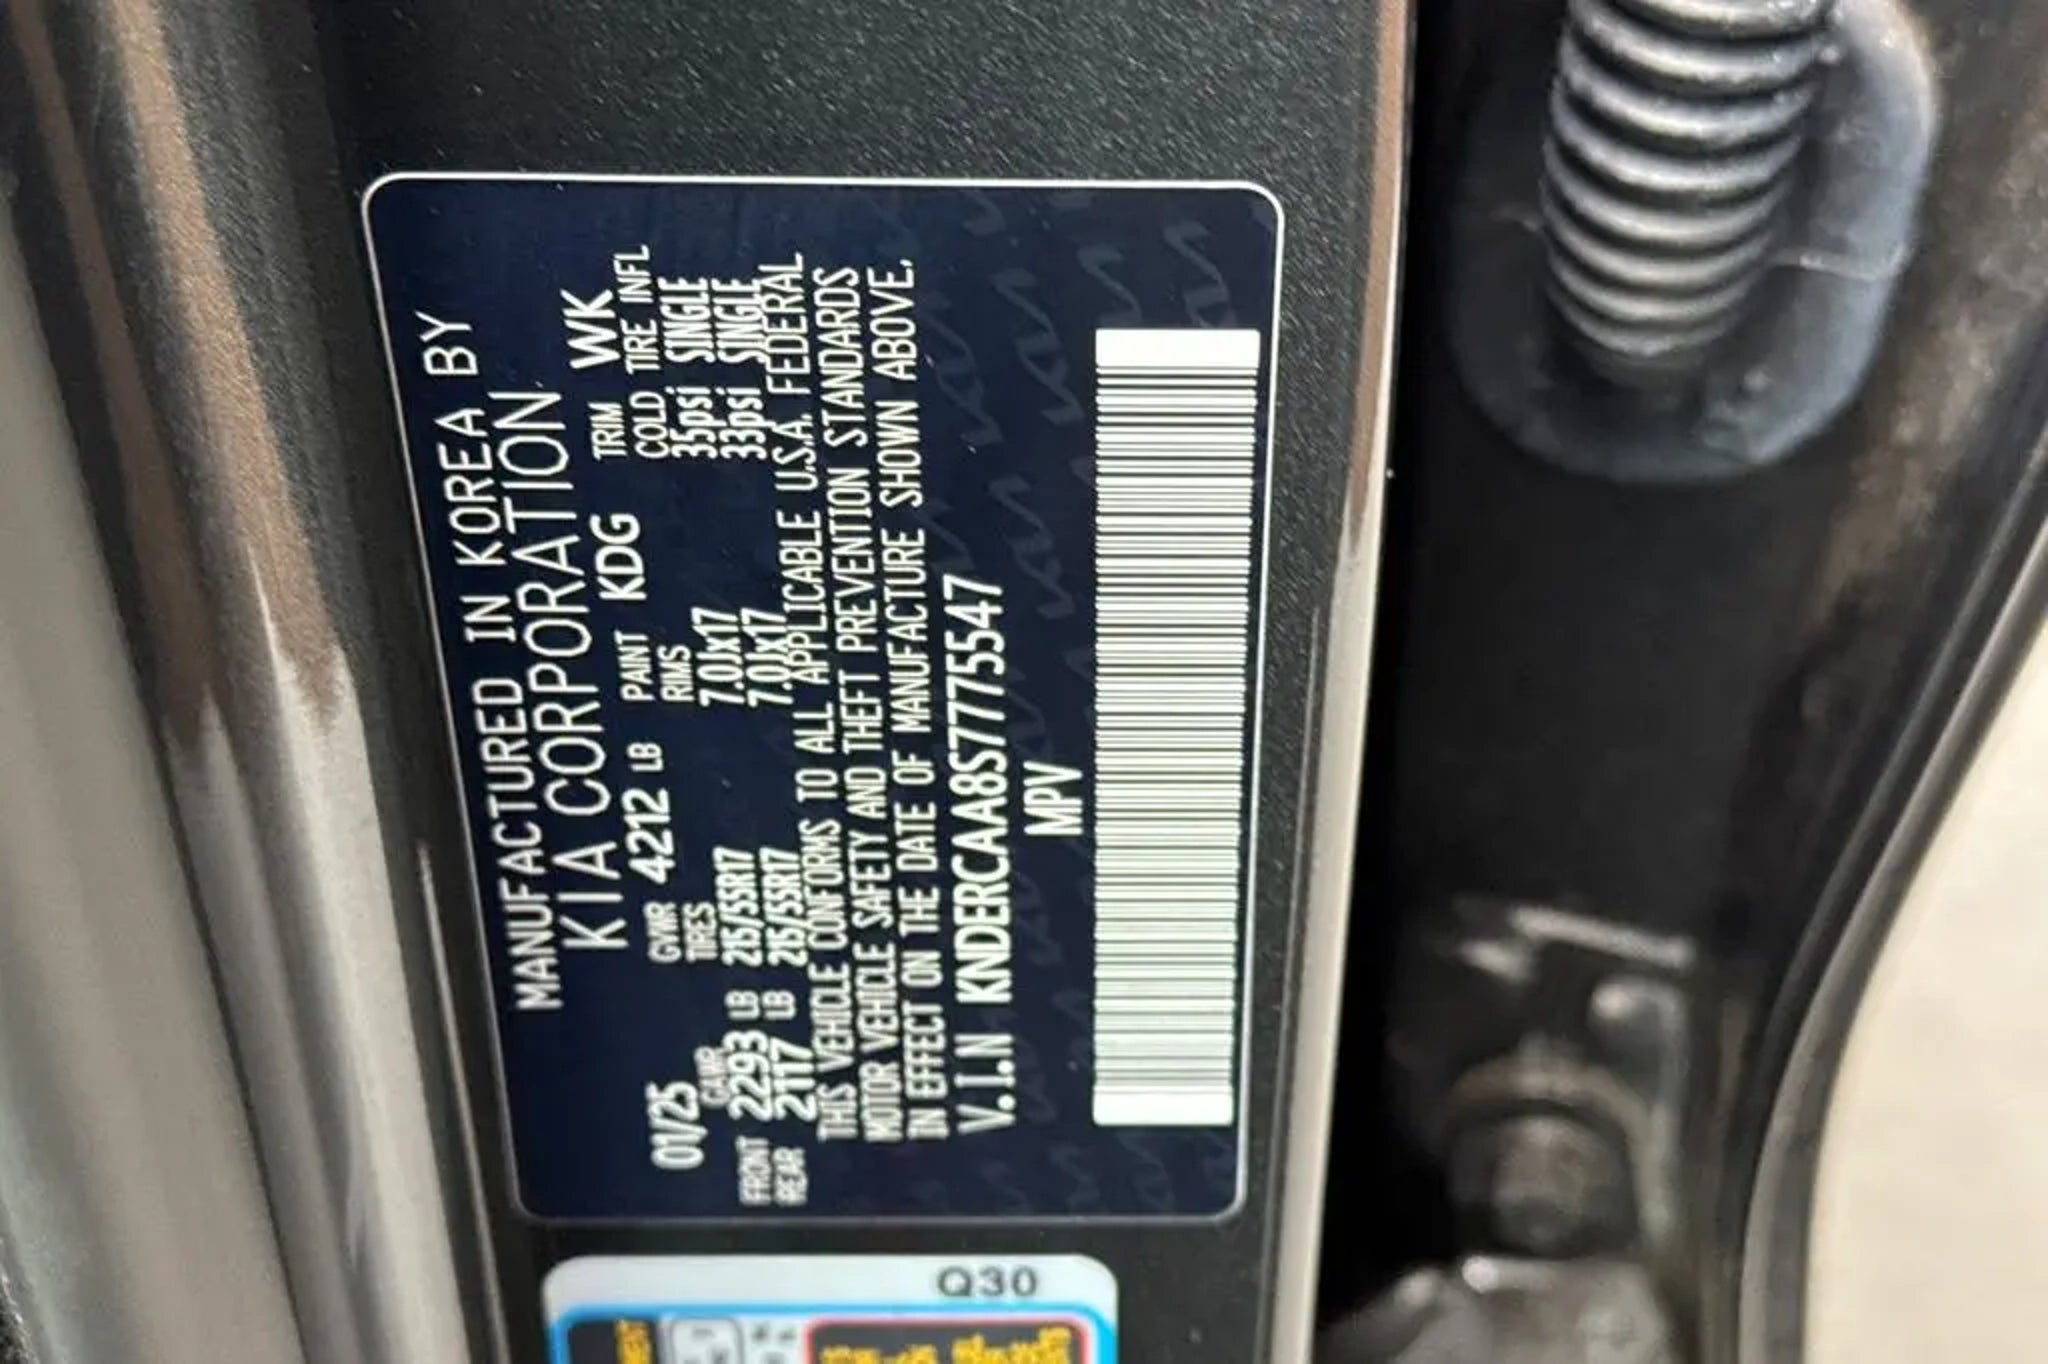 MANUFACTURED IN KOREA BY
KIA CORPORATION
01/25 GVWR 4212 LB PAINT KDG TRIM WK
GAWR TIRES RIMS COLD TIRE INFL
FRONT 2293 LB 215/55R17 7.0Jx17 35psi SINGLE
REAR 2117 LB 215/55R17 7.0Jx17 33psi SINGLE
THIS VEHICLE CONFORMS TO ALL APPLICABLE U.S.A. FEDERAL
MOTOR VEHICLE SAFETY AND THEFT PREVENTION STANDARDS
IN EFFECT ON THE DATE OF MANUFACTURE SHOWN ABOVE.
V.I.N KNDERCAA8S7775547
MPV
Q30